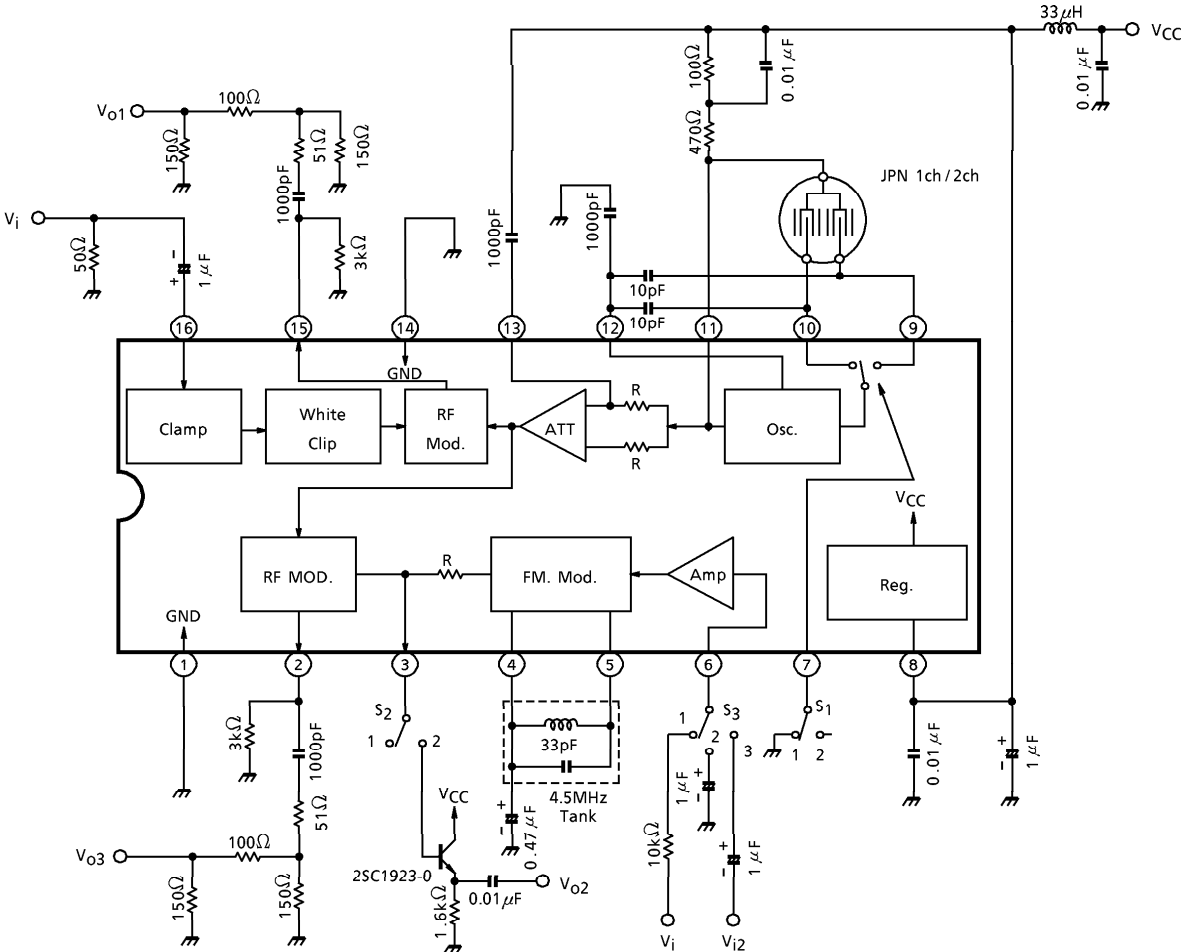 33μH
VCC
0.01μF
100Ω
0.01μF
470Ω
JPN 1ch/2ch
Vo1
100Ω
150Ω
51Ω
150Ω
1000pF
3kΩ
Vi
50Ω
-
+
1μF
1000pF
1000pF
10pF
10pF
16
15
14
13
12
11
10
9
GND
Clamp
White
Clip
RF
Mod.
ATT
R
R
Osc.
VCC
RF MOD.
R
FM. Mod.
Amp
Reg.
GND
1
2
3
4
5
6
7
8
3kΩ
1000pF
51Ω
Vo3
100Ω
150Ω
150Ω
S2
1
2
VCC
2SC1923-0
1.6kΩ
0.01μF
Vo2
33pF
4.5MHz
Tank
+
-
0.47μF
1
S3
2
3
+
-
1μF
10kΩ
+
-
1μF
Vi
Vi2
S1
1
2
0.01μF
+
-
1μF